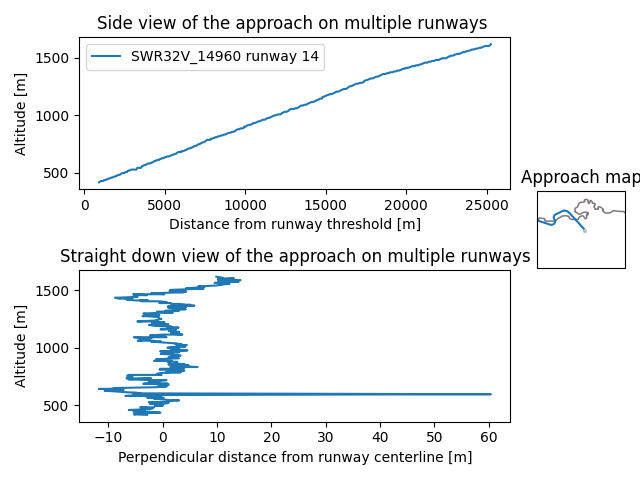 Side view of the approach on multiple runways
1500
1000
500
Altitude [m]
SWR32V_14960 runway 14
0 5000 10000 15000 20000 25000
Distance from runway threshold [m]
Approach map
Straight down view of the approach on multiple runways
1500
1000
500
Altitude [m]
−10 0 10 20 30 40 50 60
Perpendicular distance from runway centerline [m]